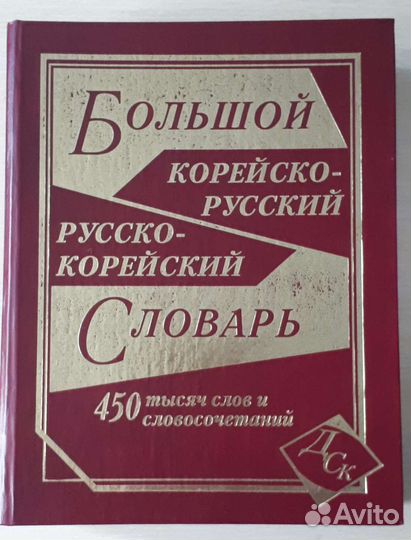 БОЛЬШОЙ
КОРЕЙСКО-
РУССКИЙ
РУССКО-
КОРЕЙСКИЙ
СЛОВАРЬ
450 тысяч слов и
словосочетаний
ДСК
Avito